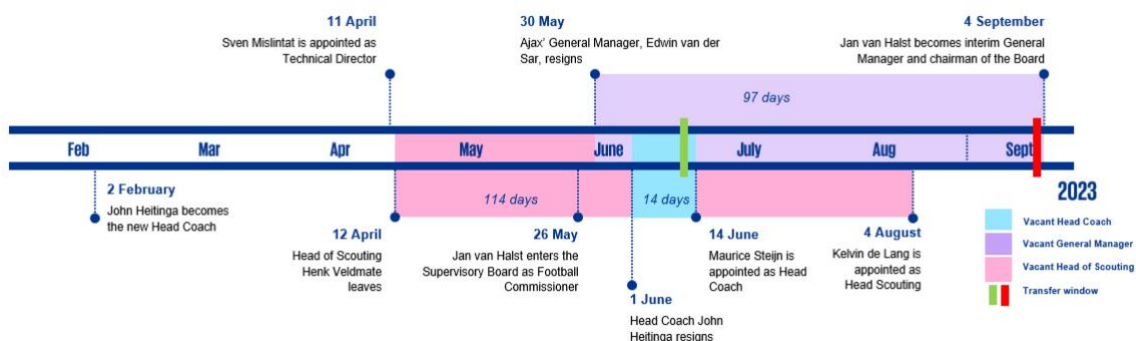 11 April
Sven Mislintat is appointed as
Technical Director
30 May
Ajax' General Manager, Edwin van der
Sar, resigns
4 September
Jan van Halst becomes interim General
Manager and chairman of the Board
97 days
Feb
Mar
Apr
May
June
July
Aug
Sept
2023
2 February
John Heitinga becomes
the new Head Coach
114 days
14 days
12 April
Head of Scouting
Henk Veldmate
leaves
26 May
Jan van Halst enters the
Supervisory Board as Football
Commissioner
1 June
Head Coach John
Heitinga resigns
14 June
Maurice Steijn is
appointed as Head
Coach
4 August
Kelvin de Lang is
appointed as
Head Scouting
Vacant Head Coach
Vacant General Manager
Vacant Head of Scouting
Transfer window